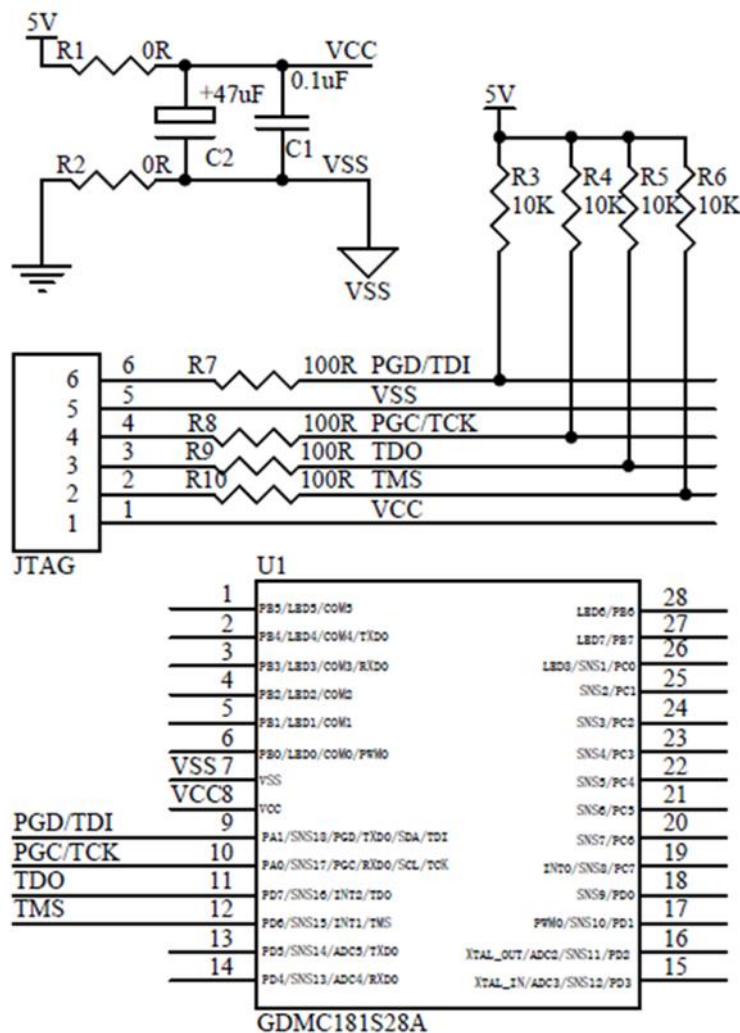 5V
R1 0R VCC
+47uF 0.1uF
C2 C1
R2 0R VSS
VSS
5V
R3 R4 R5 R6
10K 10K 10K 10K
6 6 R7 100R PGD/TDI
5 5 VSS
4 4 R8 100R PGC/TCK
3 3 R9 100R TDO
2 2 R10 100R TMS
1 1 VCC
JTAG
U1
1 PB5/LED5/COM5 LED6/PB6 28
2 PB4/LED4/COM4/TXD0 LED7/PB7 27
3 PB3/LED3/COM3/RXD0 LED8/SNS1/PC0 26
4 PB2/LED2/COM2 SNS2/PC1 25
5 PB1/LED1/COM1 SNS3/PC2 24
6 PB0/LED0/COM0/PWM0 SNS4/PC3 23
VSS 7 VSS SNS5/PC4 22
VCC8 VCC SNS6/PC5 21
PGD/TDI 9 PA1/SNS18/PGD/TXD0/SDA/TDI SNS7/PC6 20
PGC/TCK 10 PA0/SNS17/PGC/RXD0/SCL/TCK INT0/SNS8/PC7 19
TDO 11 PD7/SNS16/INT2/TDO SNS9/PD0 18
TMS 12 PD6/SNS15/INT1/TMS PWM0/SNS10/PD1 17
13 PD5/SNS14/ADC5/TXD0 XTAL_OUT/ADC2/SNS11/PD2 16
14 PD4/SNS13/ADC4/RXD0 XTAL_IN/ADC3/SNS12/PD3 15
GDMC181S28A